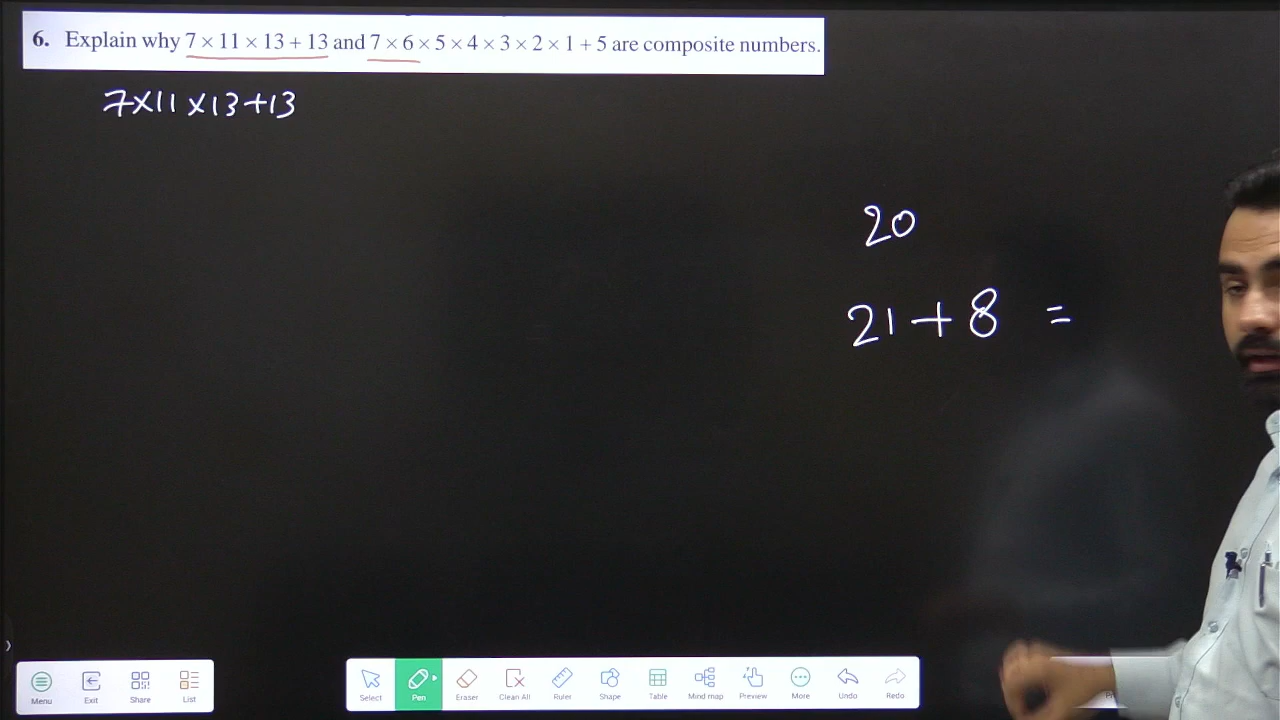 6. Explain why 7 × 11 × 13 + 13 and 7 × 6 × 5 × 4 × 3 × 2 × 1 + 5 are composite numbers.
7×11×13+13
20
21+8 =
Menu Exit Share List Select Pen Eraser Clean All Ruler Shape Table Mind map Preview More Undo Redo